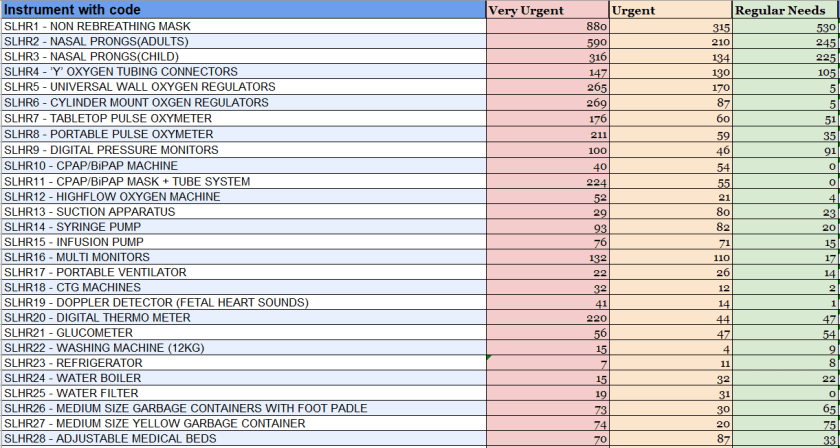 Instrument with code Very Urgent Urgent Regular Needs
SLHR1 - NON REBREATHING MASK 880 315 530
SLHR2 - NASAL PRONGS(ADULTS) 590 210 245
SLHR3 - NASAL PRONGS(CHILD) 316 134 225
SLHR4 - 'Y' OXYGEN TUBING CONNECTORS 147 130 105
SLHR5 - UNIVERSAL WALL OXYGEN REGULATORS 265 170 5
SLHR6 - CYLINDER MOUNT OXGEN REGULATORS 269 87 5
SLHR7 - TABLETOP PULSE OXYMETER 176 60 51
SLHR8 - PORTABLE PULSE OXYMETER 211 59 35
SLHR9 - DIGITAL PRESSURE MONITORS 100 46 91
SLHR10 - CPAP/BiPAP MACHINE 40 54 0
SLHR11 - CPAP/BiPAP MASK + TUBE SYSTEM 224 55 0
SLHR12 - HIGHFLOW OXYGEN MACHINE 52 21 4
SLHR13 - SUCTION APPARATUS 29 80 23
SLHR14 - SYRINGE PUMP 93 82 20
SLHR15 - INFUSION PUMP 76 71 15
SLHR16 - MULTI MONITORS 132 110 17
SLHR17 - PORTABLE VENTILATOR 22 26 14
SLHR18 - CTG MACHINES 32 12 2
SLHR19 - DOPPLER DETECTOR (FETAL HEART SOUNDS) 41 14 1
SLHR20 - DIGITAL THERMO METER 220 44 47
SLHR21 - GLUCOMETER 56 47 54
SLHR22 - WASHING MACHINE (12KG) 15 4 9
SLHR23 - REFRIGERATOR 7 11 8
SLHR24 - WATER BOILER 15 32 22
SLHR25 - WATER FILTER 19 31 0
SLHR26 - MEDIUM SIZE GARBAGE CONTAINERS WITH FOOT PADLE 73 30 65
SLHR27 - MEDIUM SIZE YELLOW GARBAGE CONTAINER 74 20 75
SLHR28 - ADJUSTABLE MEDICAL BEDS 70 87 33